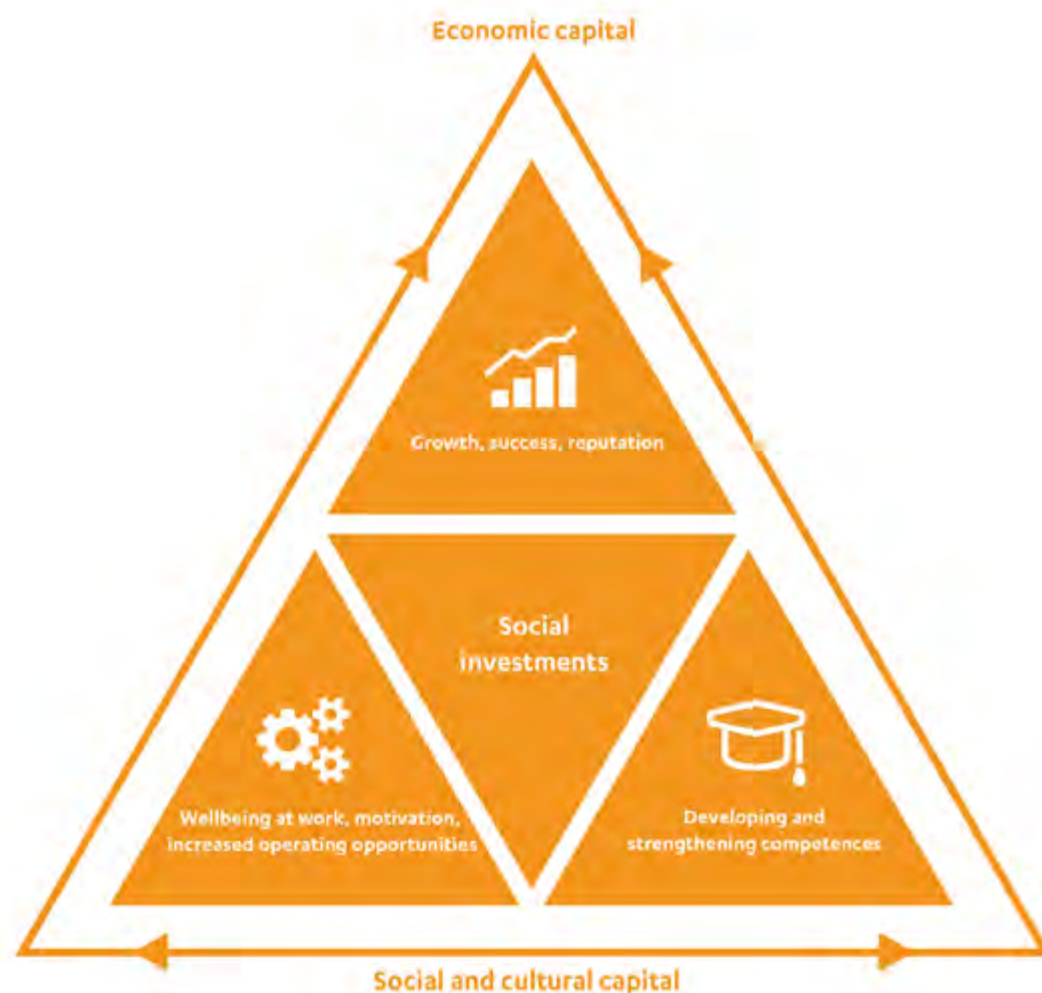 Economic capital
Growth, success, reputation
Social
investments
Wellbeing at work, motivation,
increased operating opportunities
Developing and
strengthening competences
Social and cultural capital